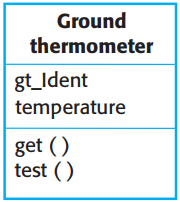 Ground
thermometer
gt_Ident
temperature
get ( )
test ( )